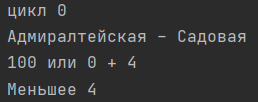 цикл 0
Адмиралтейская – Садовая
100 или 0 + 4
Меньшее 4